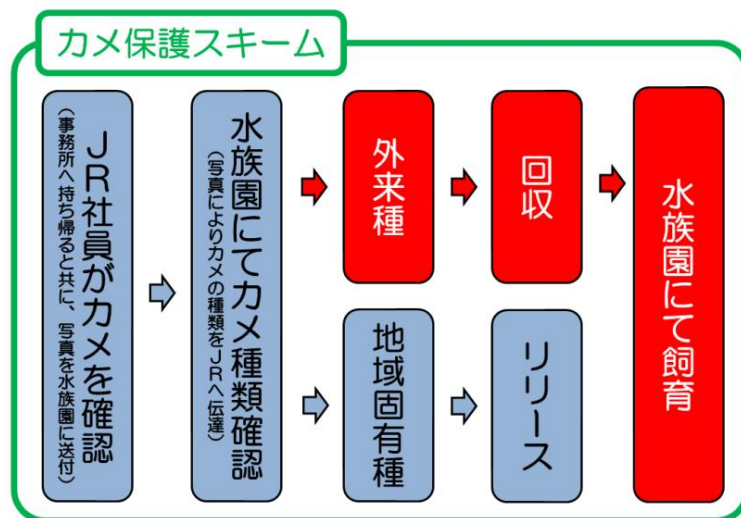 カメ保護スキーム
JR社員がカメを確認
(事務所へ持ち帰ると共に、写真を水族園に送付)
水族園にてカメ種類確認
(写真によりカメの種類をJRへ伝達)
外来種
回収
水族園にて飼育
地域固有種
リリース